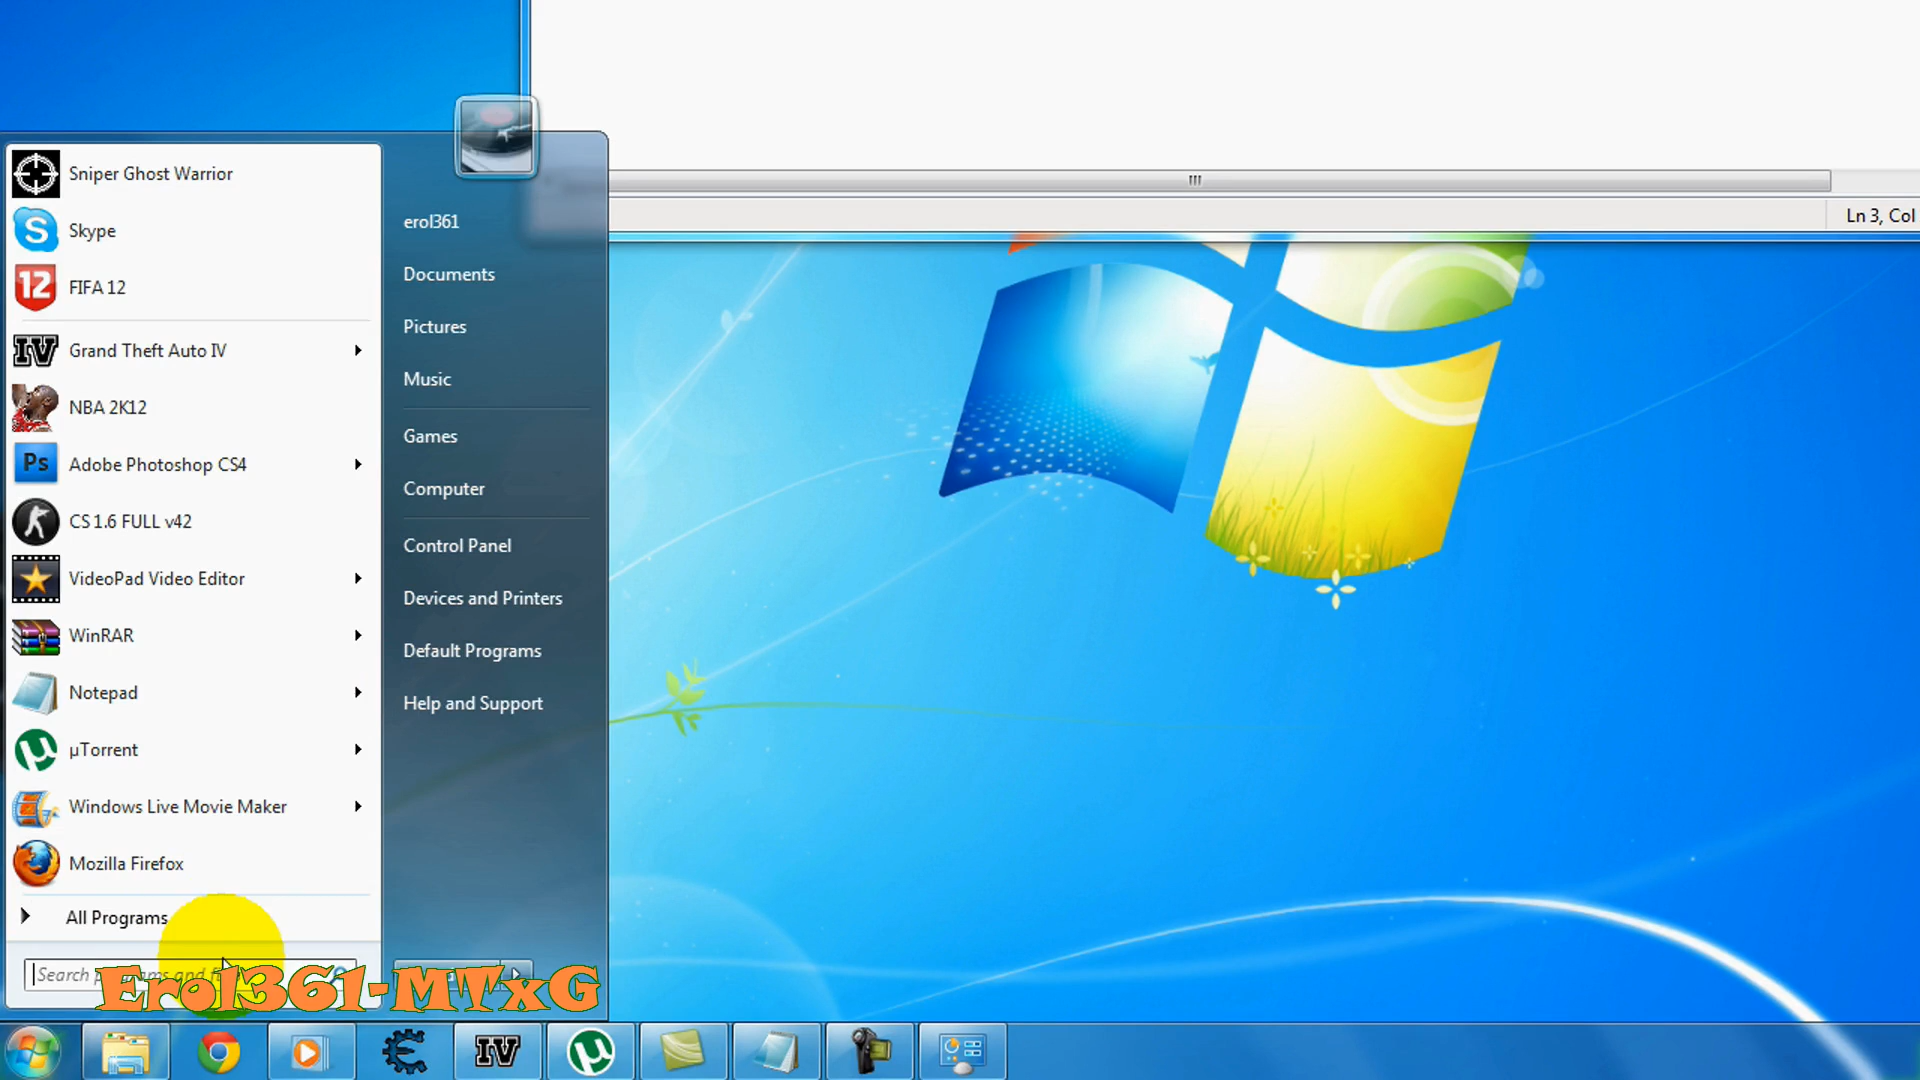 Sniper Ghost Warrior
Skype
FIFA 12
Grand Theft Auto IV
NBA 2K12
Adobe Photoshop CS4
CS 1.6 FULL v42
VideoPad Video Editor
WinRAR
Notepad
µTorrent
Windows Live Movie Maker
Mozilla Firefox
All Programs
Search programs and
erol361
Documents
Pictures
Music
Games
Computer
Control Panel
Devices and Printers
Default Programs
Help and Support
Ln 3, Col
Erol361-MTxG